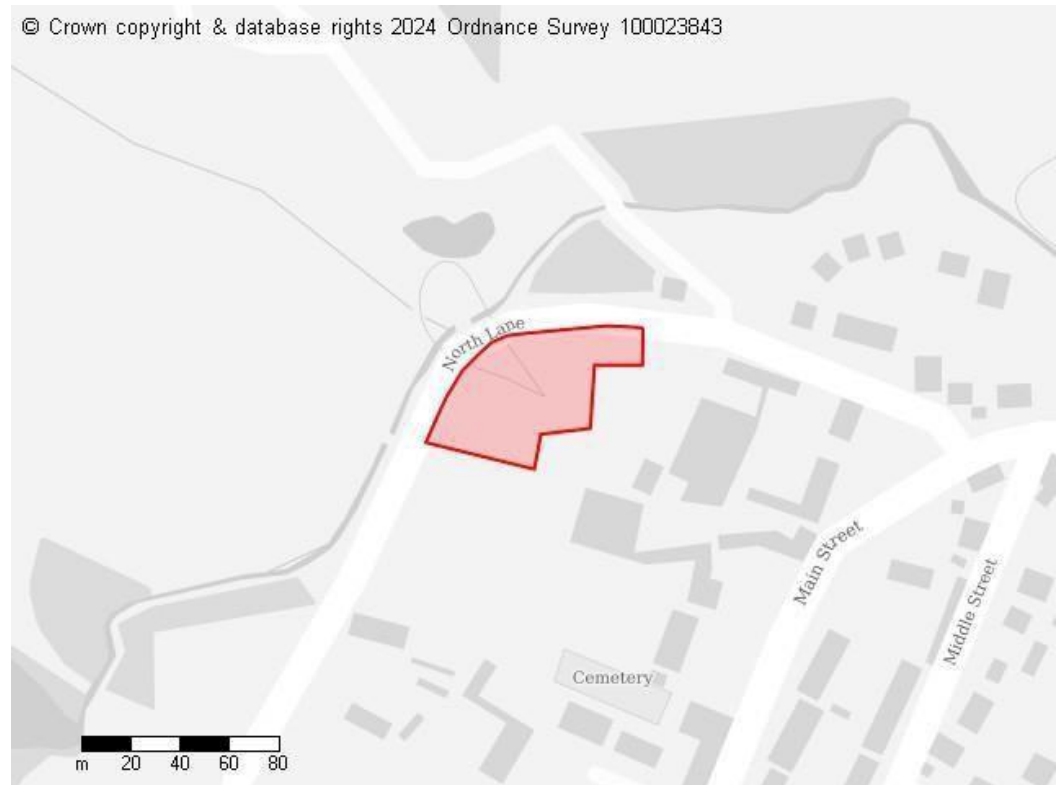 © Crown copyright & database rights 2024 Ordnance Survey 100023843
North Lane
Main Street
Middle Street
Cemetery
m 20 40 60 80